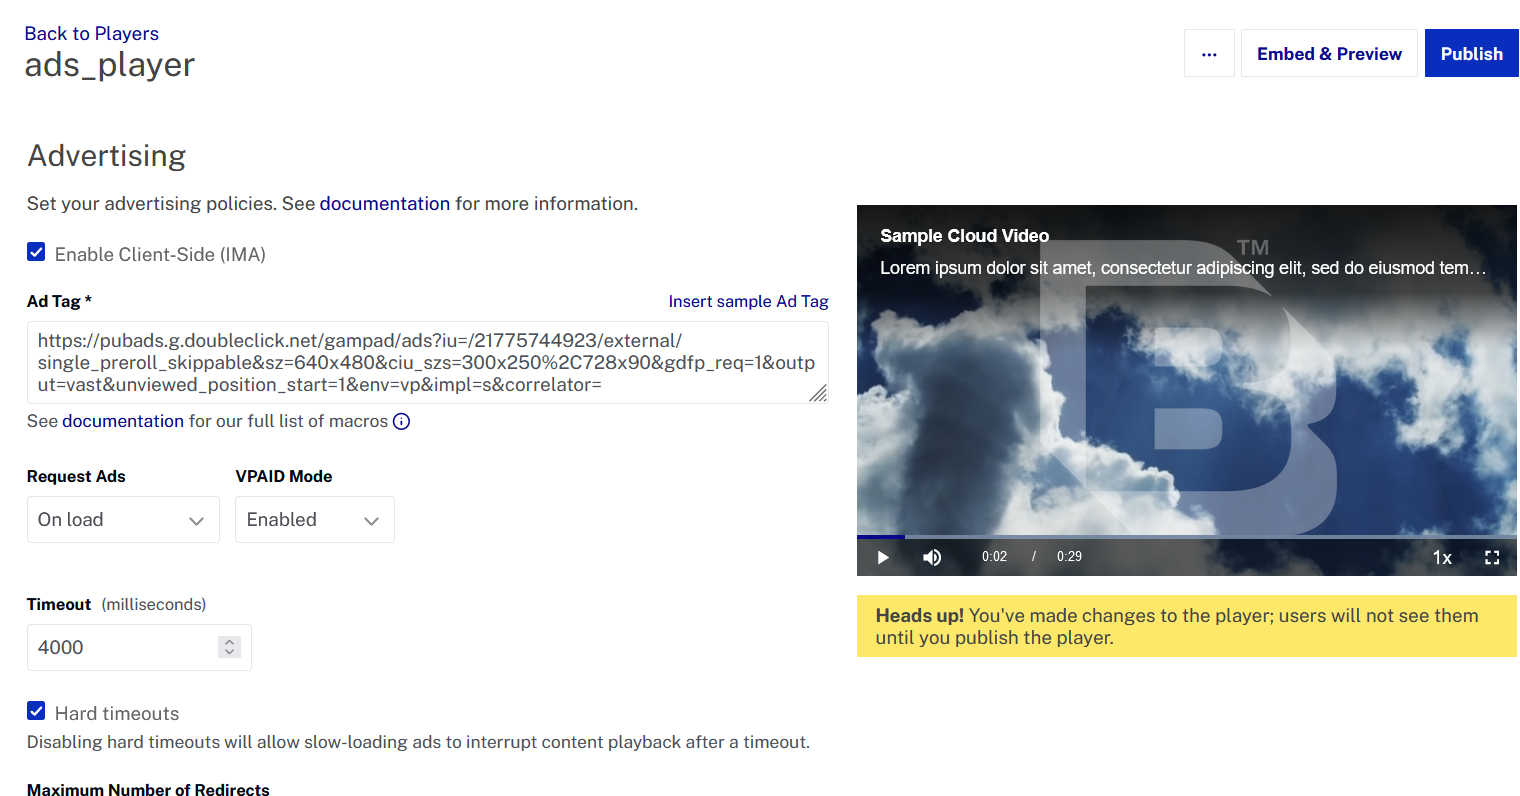 Back to Players
ads_player
...
Embed & Preview
Publish
Advertising
Set your advertising policies. See documentation for more information.
Enable Client-Side (IMA)
Ad Tag *
Insert sample Ad Tag
https://pubads.g.doubleclick.net/gampad/ads?iu=/21775744923/external/
single_preroll_skippable&sz=640x480&ciu_szs=300x250%2C728x90&gdfp_req=1&outp
ut=vast&unviewed_position_start=1&env=vp&impl=s&correlator=
See documentation for our full list of macros
Request Ads
VPAID Mode
On load
Enabled
Timeout (milliseconds)
4000
Hard timeouts
Disabling hard timeouts will allow slow-loading ads to interrupt content playback after a timeout.
Maximum Number of Redirects
Sample Cloud Video
Lorem ipsum dolor sit amet, consectetur adipiscing elit, sed do eiusmod tem…
B TM
0:02 / 0:29
1x
Heads up! You've made changes to the player; users will not see them
until you publish the player.